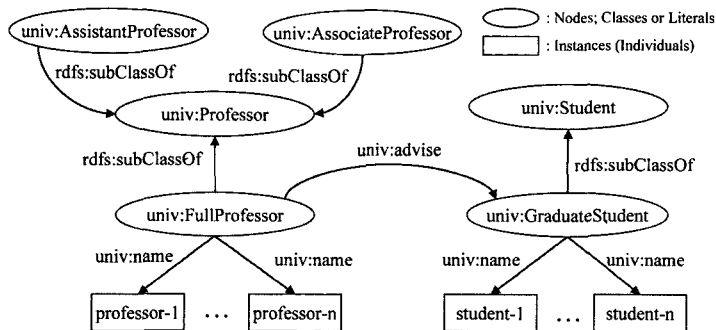 univ:AssistantProfessor
univ:AssociateProfessor
: Nodes; Classes or Literals
: Instances (Individuals)
rdfs:subClassOf
rdfs:subClassOf
univ:Professor
univ:Student
rdfs:subClassOf
univ:advise
rdfs:subClassOf
univ:FullProfessor
univ:GraduateStudent
univ:name
univ:name
univ:name
univ:name
professor-1
...
professor-n
student-1
...
student-n